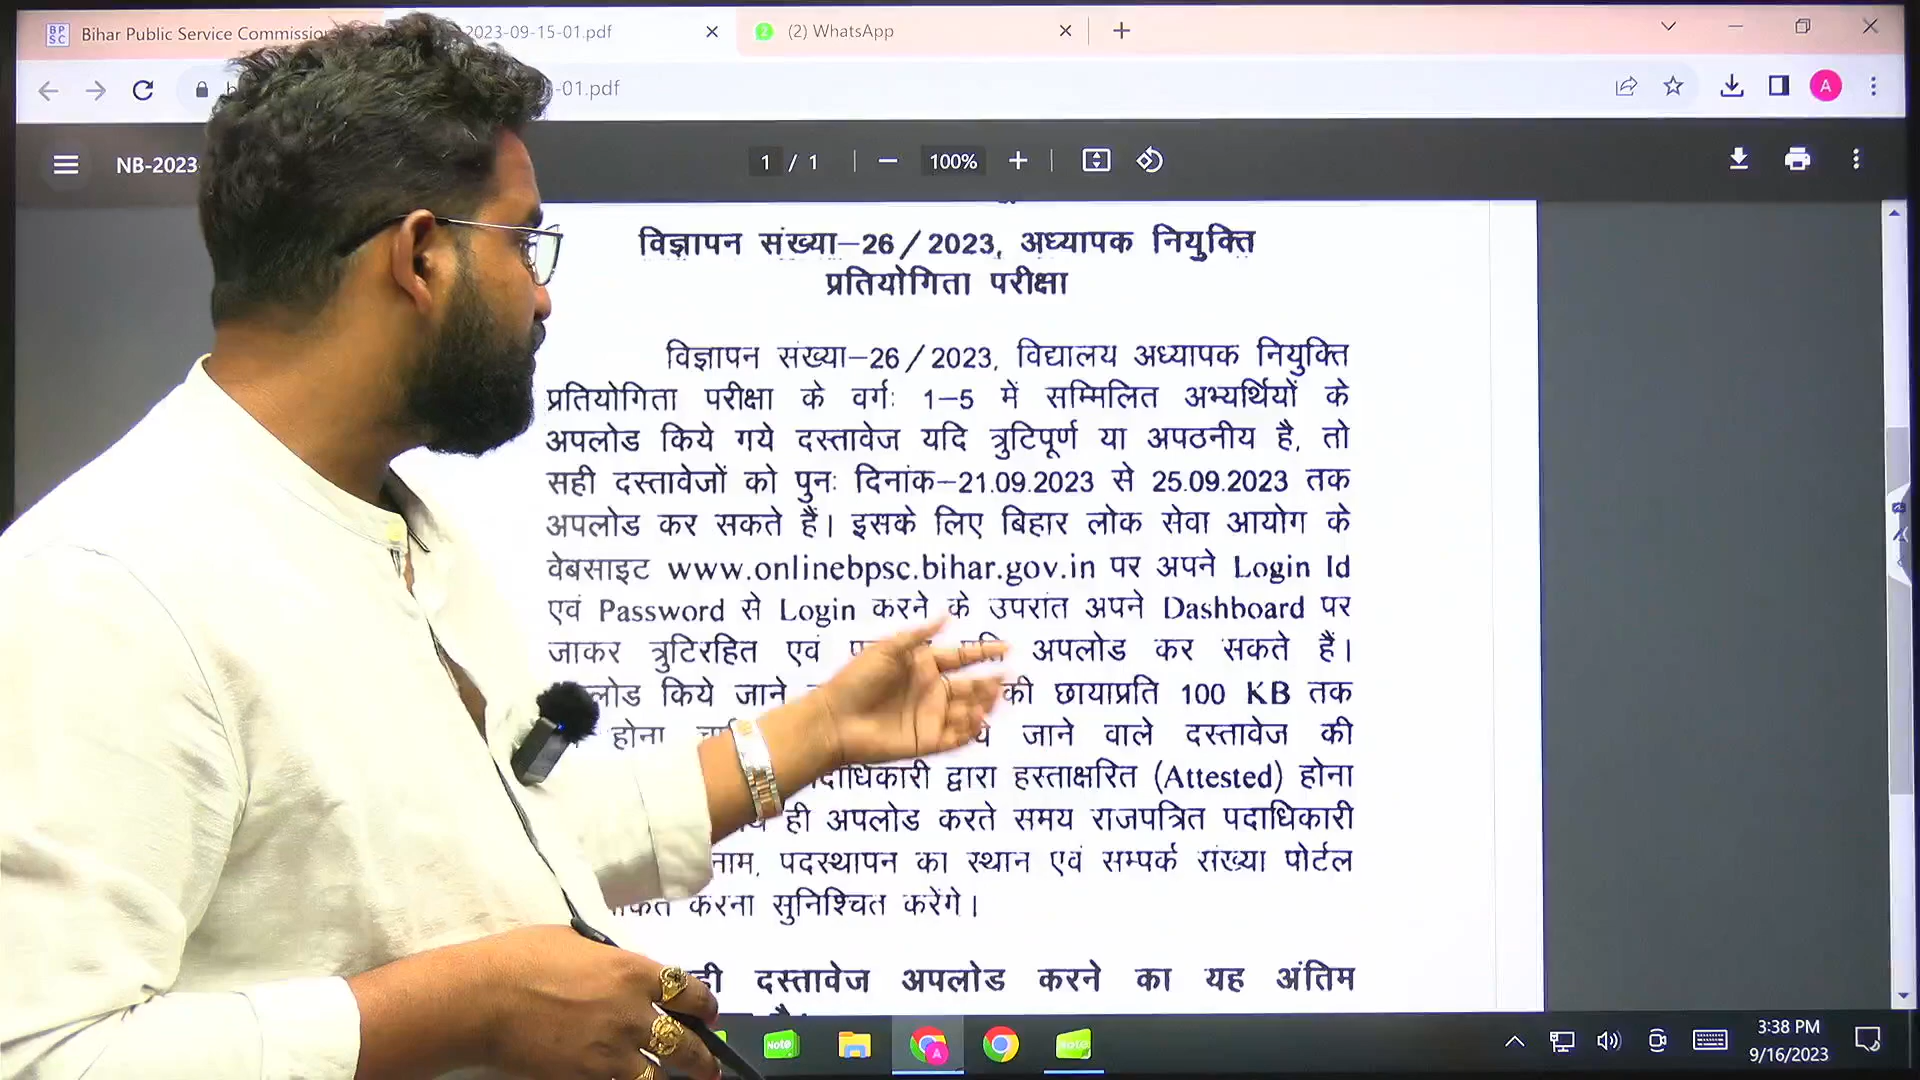 Bihar Public Service Commission
2023-09-15-01.pdf
(2) WhatsApp
-01.pdf
A
NB-2023-
1 / 1
100%
विज्ञापन संख्या–26/2023, अध्यापक नियुक्ति
प्रतियोगिता परीक्षा
विज्ञापन संख्या–26/2023, विद्यालय अध्यापक नियुक्ति
प्रतियोगिता परीक्षा के वर्गः 1–5 में सम्मिलित अभ्यर्थियों के
अपलोड किये गये दस्तावेज यदि त्रुटिपूर्ण या अपठनीय है, तो
सही दस्तावेजों को पुनः दिनांक–21.09.2023 से 25.09.2023 तक
अपलोड कर सकते हैं। इसके लिए बिहार लोक सेवा आयोग के
वेबसाइट www.onlinebpsc.bihar.gov.in पर अपने Login Id
एवं Password से Login करने के उपरांत अपने Dashboard पर
जाकर त्रुटिरहित एवं प्रति अपलोड कर सकते हैं।
किये जाने की छायाप्रति 100 KB तक
होना जाने वाले दस्तावेज की
द्वारा हस्ताक्षरित (Attested) होना
ही अपलोड करते समय राजपत्रित पदाधिकारी
नाम, पदस्थापन का स्थान एवं सम्पर्क संख्या पोर्टल
करना सुनिश्चित करेंगे।
दस्तावेज अपलोड करने का यह अंतिम
Note
Note
3:38 PM
9/16/2023